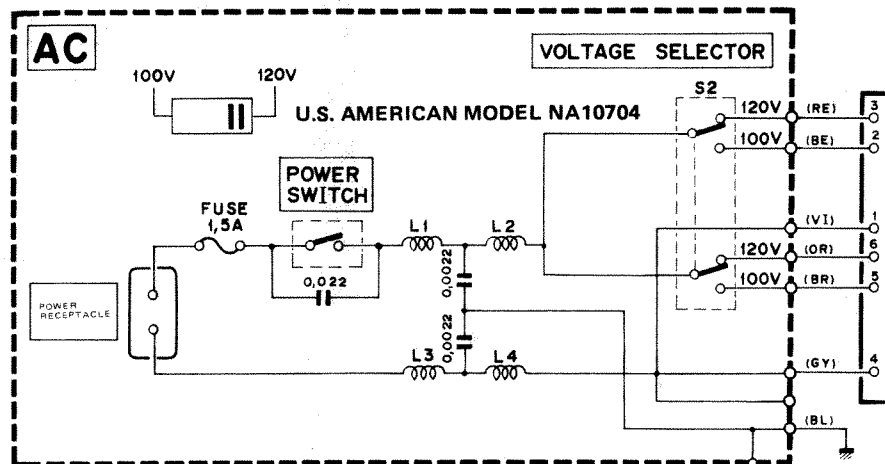 AC
VOLTAGE SELECTOR
100V
120V
S2
U.S. AMERICAN MODEL NA10704
120V
(RE)
3
100V
(BE)
2
POWER
SWITCH
FUSE
1,5A
L1
L2
(VI)
1
120V
(OR)
6
0,022
0,0022
100V
(BR)
5
POWER
RECEPTACLE
0,0022
L3
L4
(GY)
4
(BL)